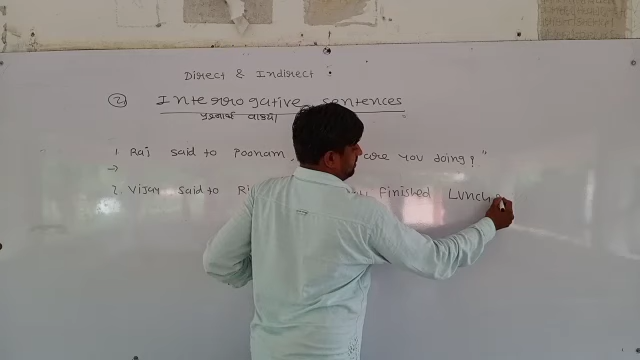 Direct & Indirect :
(2) Interrogative sentences
પ્રશ્નાર્થ વાક્યો
1. Raj said to Poonam, are you doing?"
→
2. Vijay said to Ri Finished Lunch